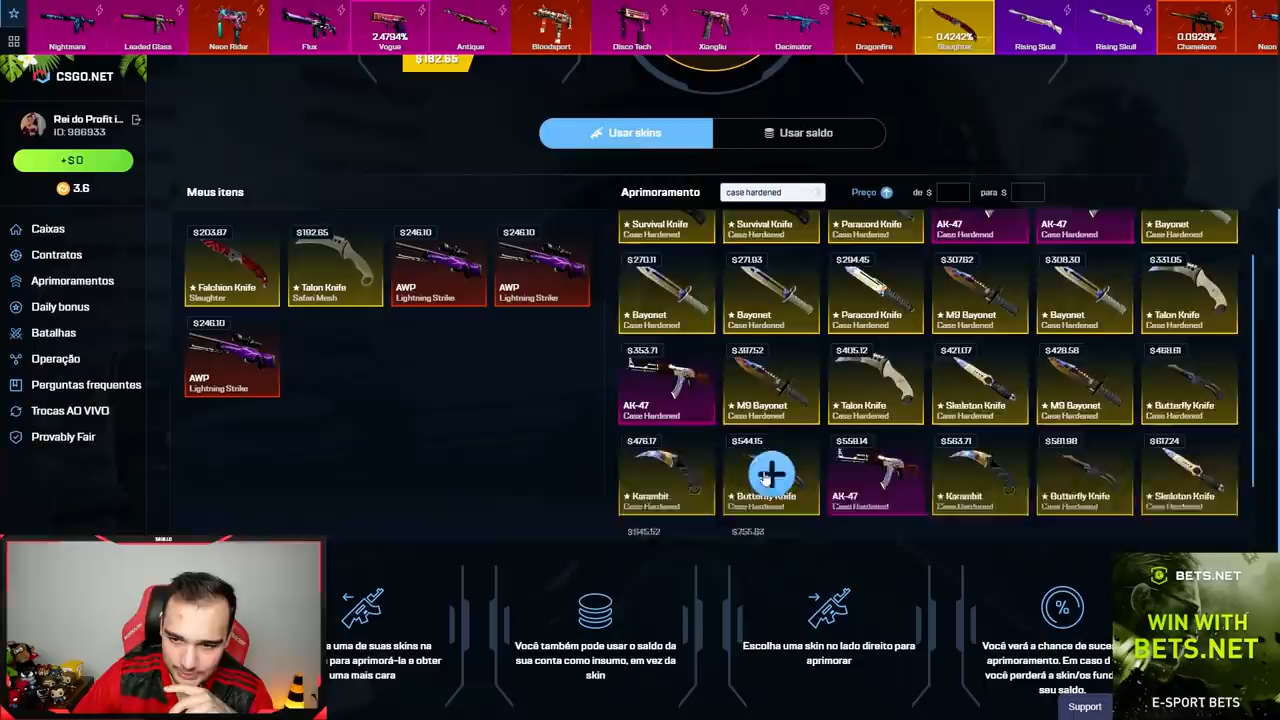 Nightmare
Leaded Glass
Neon Rider
Flux
2.4794%
Vogue
Antique
Bloodsport
Disco Tech
Xiangliu
Decimator
Dragonfire
0.4242%
Slaughter
Rising Skull
Rising Skull
0.0929%
Chameleon
Neon
CSGO.NET
$192.65
Rei do Profit i...
ID: 986933
+$0
3.6
Caixas
Contratos
Aprimoramentos
Daily bonus
Batalhas
Operação
Perguntas frequentes
Trocas AO VIVO
Provably Fair
Usar skins
Usar saldo
Meus itens
$203.87
★ Falchion Knife
Slaughter
$192.65
★ Talon Knife
Safari Mesh
$246.10
AWP
Lightning Strike
$246.10
AWP
Lightning Strike
$246.10
AWP
Lightning Strike
Aprimoramento
case hardened
Preço
de $
para $
★ Survival Knife
Case Hardened
★ Survival Knife
Case Hardened
★ Paracord Knife
Case Hardened
AK-47
Case Hardened
AK-47
Case Hardened
★ Bayonet
Case Hardened
$270.11
★ Bayonet
Case Hardened
$271.93
★ Bayonet
Case Hardened
$294.45
★ Paracord Knife
Case Hardened
$307.62
★ M9 Bayonet
Case Hardened
$308.30
★ Bayonet
Case Hardened
$331.05
★ Talon Knife
Case Hardened
$353.71
AK-47
Case Hardened
★ M9 Bayonet
Case Hardened
$405.12
★ Talon Knife
Case Hardened
$421.07
★ Skeleton Knife
Case Hardened
$428.58
★ M9 Bayonet
Case Hardened
$468.61
★ Butterfly Knife
Case Hardened
$476.17
★ Karambit
Case Hardened
$544.15
★ Butterfly Knife
Case Hardened
$559.14
AK-47
Case Hardened
$563.71
★ Karambit
Case Hardened
$581.98
★ Butterfly Knife
Case Hardened
$617.24
★ Skeleton Knife
Case Hardened
$645.52
$755.83
a uma de suas skins na
para aprimorá-la e obter
uma mais cara
Você também pode usar o saldo da
sua conta como insumo, em vez da
skin
Escolha uma skin no lado direito para
aprimorar
%
Você verá a chance de suce
aprimoramento. Em caso d
você perderá a skin/os fund
seu saldo.
Support
BETS.NET
WIN WITH
BETS.NET
E-SPORT BETS